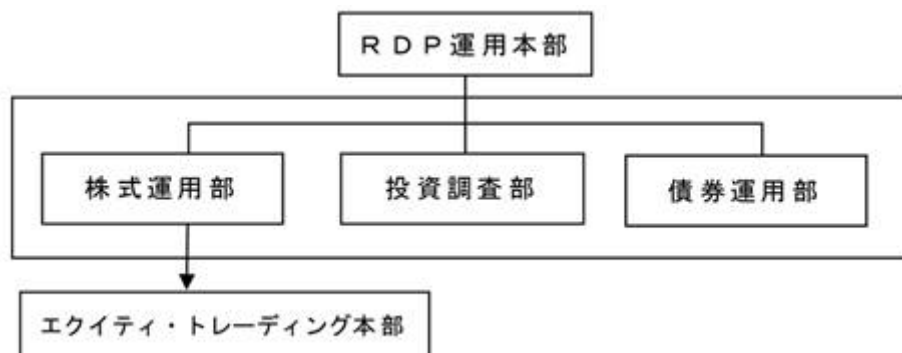 ＲＤＰ運用本部
株式運用部
投資調査部
債券運用部
エクイティ・トレーディング本部